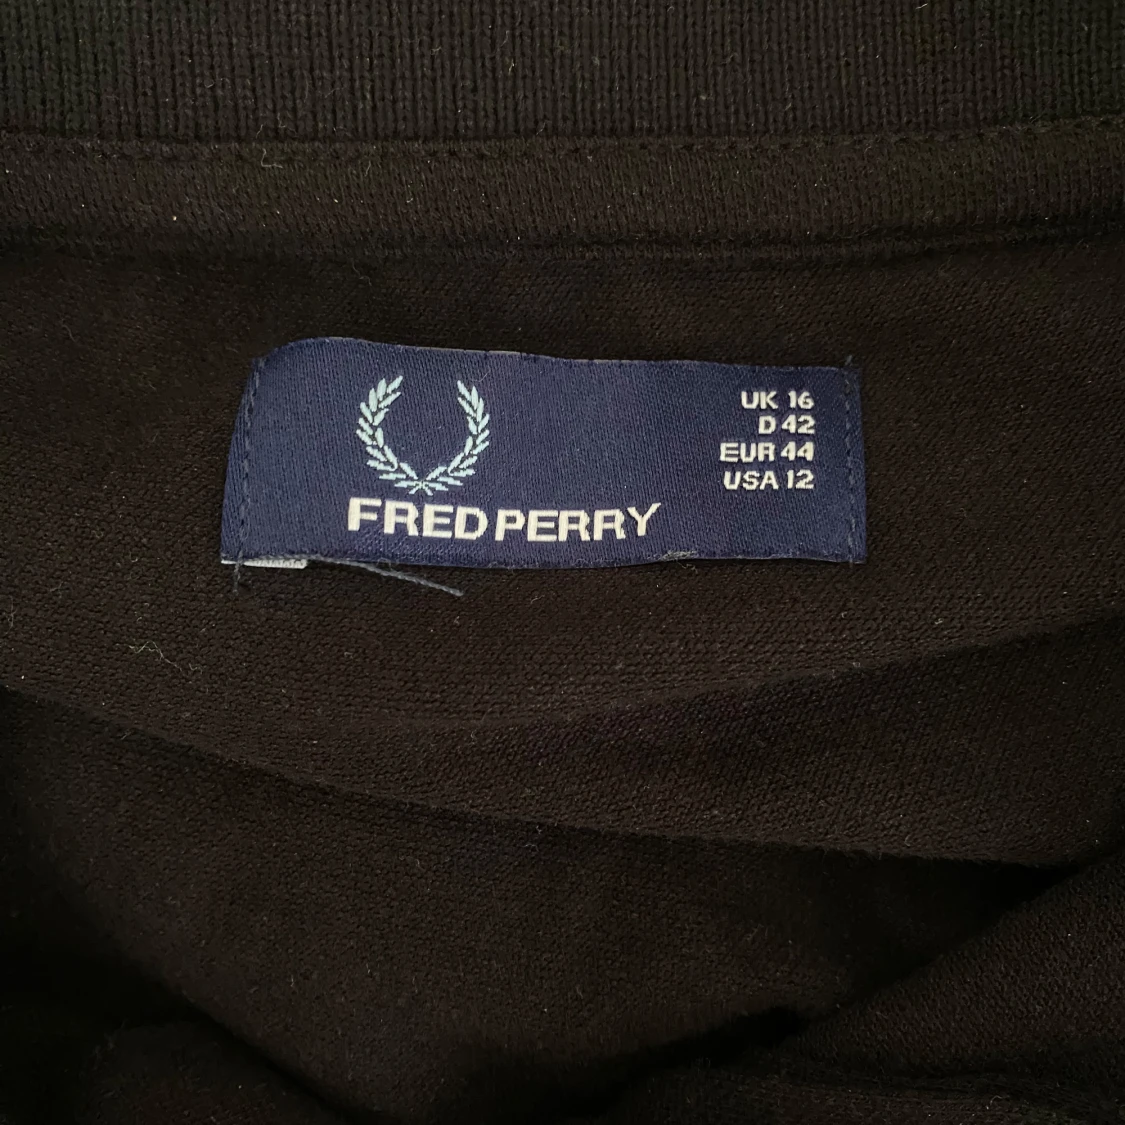 FRED PERRY
UK 16
D 42
EUR 44
USA 12